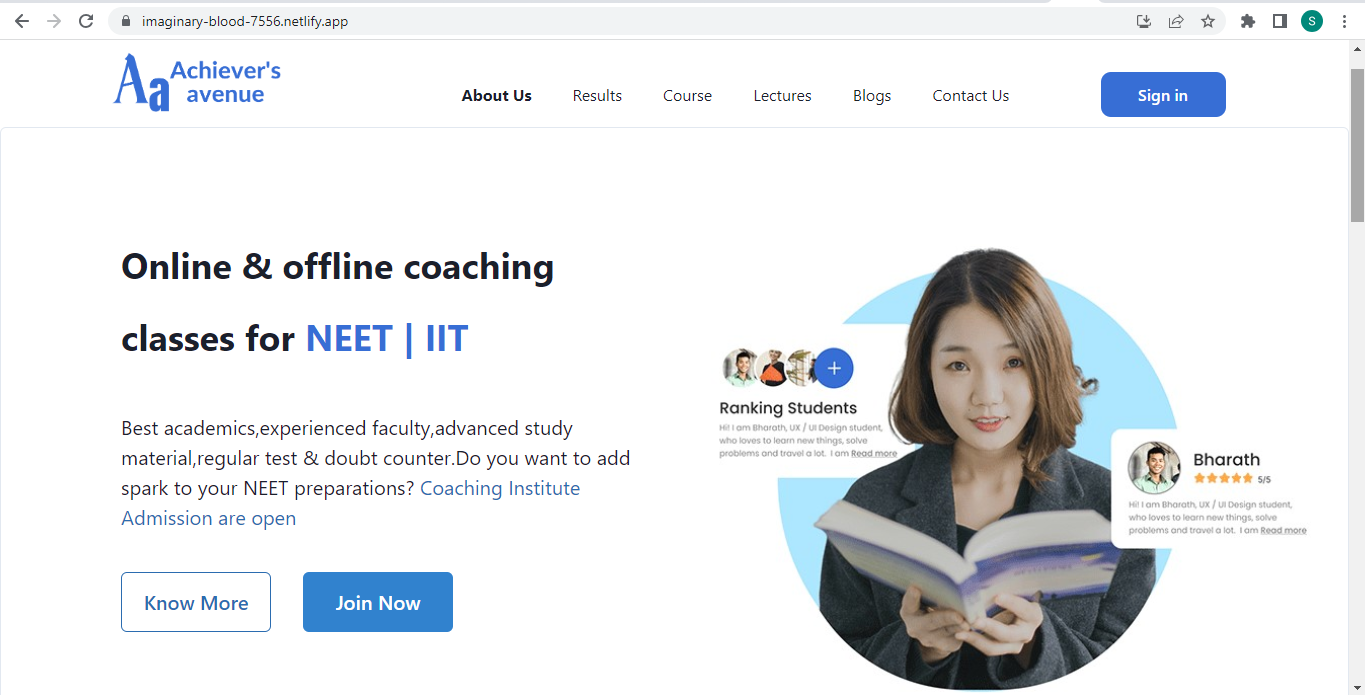 imaginary-blood-7556.netlify.app
S
Aa Achiever's
avenue
About Us Results Course Lectures Blogs Contact Us Sign in
Online & offline coaching
classes for NEET | IIT
Best academics,experienced faculty,advanced study
material,regular test & doubt counter.Do you want to add
spark to your NEET preparations? Coaching Institute
Admission are open
Know More Join Now
Ranking Students
Hi! I am Bharath, UX / UI Design student,
who loves to learn new things, solve
problems and travel a lot. I am Read more
Bharath
5/5
Hi! I am Bharath, UX / UI Design student,
who loves to learn new things, solve
problems and travel a lot. I am Read more